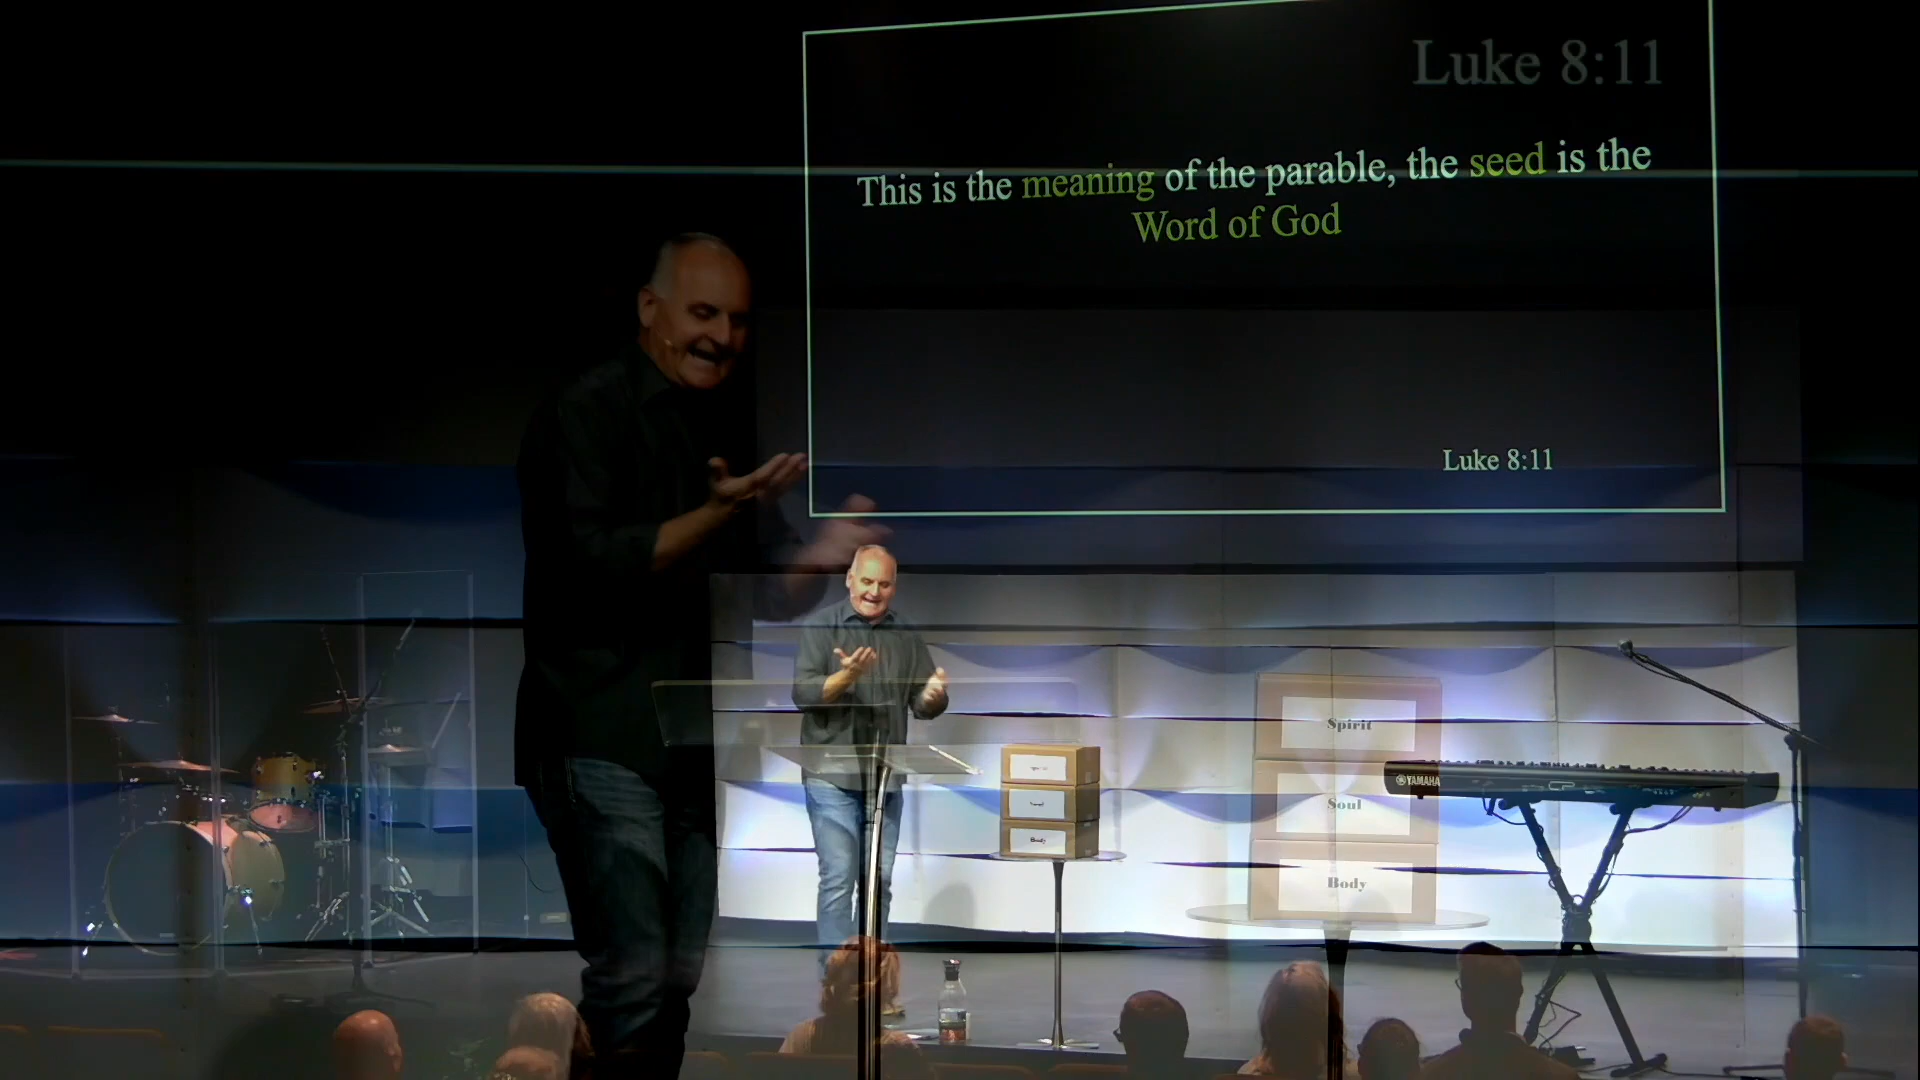 Luke 8:11
This is the meaning of the parable, the seed is the
Word of God
Luke 8:11
Spirit
Soul
Body
YAMAHA
Body